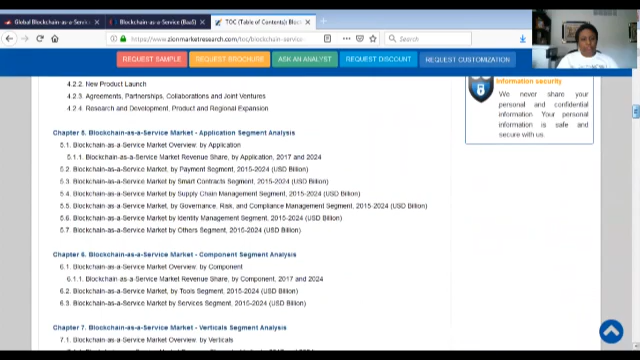 Global Blockchain-as-a-Servic
Blockchain-as-a-Service (BaaS)
TOC (Table of Contents): Bloc
https://www.zionmarketresearch.com/toc/blockchain-service
Search
REQUEST SAMPLE
REQUEST BROCHURE
ASK AN ANALYST
REQUEST DISCOUNT
REQUEST CUSTOMIZATION
4.2.2. New Product Launch
4.2.3. Agreements, Partnerships, Collaborations and Joint Ventures
4.2.4. Research and Development, Product and Regional Expansion
Chapter 5. Blockchain-as-a-Service Market - Application Segment Analysis
5.1. Blockchain-as-a-Service Market Overview, by Application
5.1.1. Blockchain-as-a-Service Market Revenue Share, by Application, 2017 and 2024
5.2. Blockchain-as-a-Service Market by Payment Segment, 2015-2024 (USD Billion)
5.3. Blockchain-as-a-Service Market by Smart Contracts Segment, 2015-2024 (USD Billion)
5.4. Blockchain-as-a-Service Market by Supply Chain Management Segment, 2015-2024 (USD Billion)
5.5. Blockchain-as-a-Service Market by Governance, Risk, and Compliance Management Segment, 2015-2024 (USD Billion)
5.6. Blockchain-as-a-Service Market by Identity Management Segment, 2015-2024 (USD Billion)
5.7. Blockchain-as-a-Service Market by Others Segment, 2015-2024 (USD Billion)
Chapter 6. Blockchain-as-a-Service Market - Component Segment Analysis
6.1. Blockchain-as-a-Service Market Overview, by Component
6.1.1. Blockchain-as-a-Service Market Revenue Share, by Component, 2017 and 2024
6.2. Blockchain-as-a-Service Market, by Tools Segment, 2015-2024 (USD Billion)
6.3. Blockchain-as-a-Service Market, by Services Segment, 2015-2024 (USD Billion)
Chapter 7. Blockchain-as-a-Service Market - Verticals Segment Analysis
7.1. Blockchain-as-a-Service Market Overview, by Verticals
Information security
We never share your
personal and confidential
information. Your personal
information is safe and
secure with us.